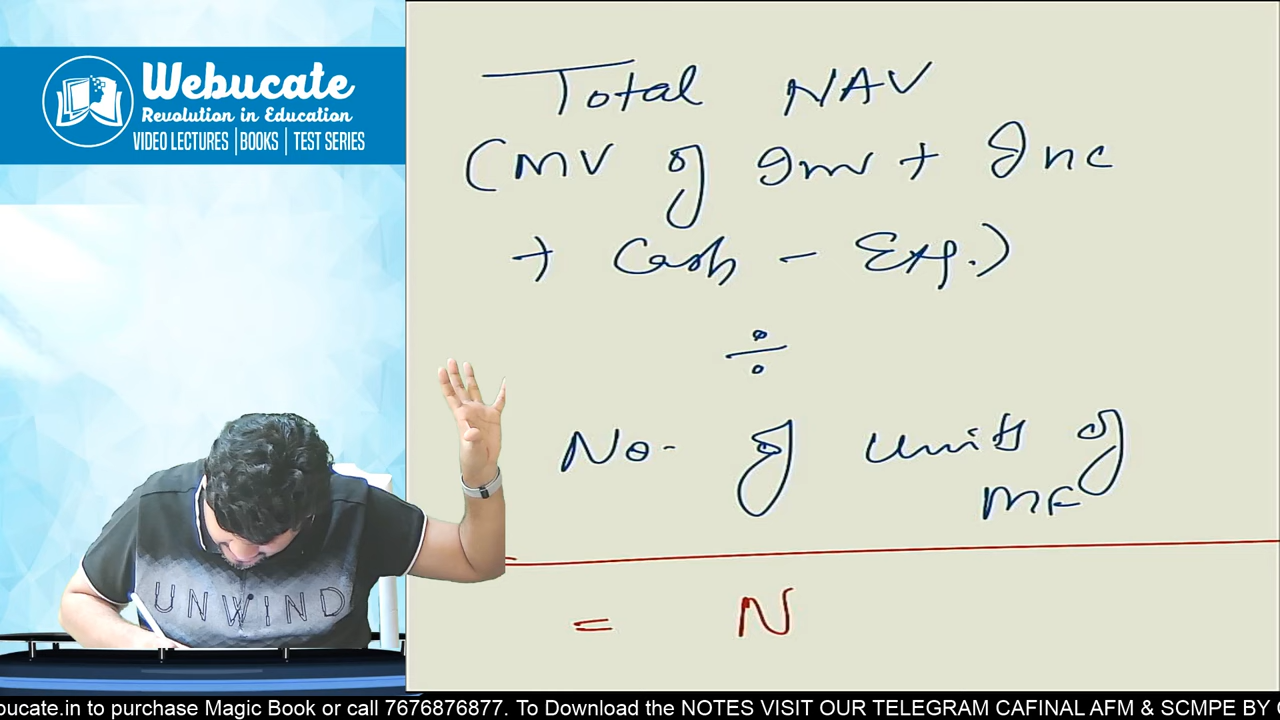 Webucate
Revolution in Education
VIDEO LECTURES | BOOKS | TEST SERIES
Total NAV
(MV of Inv + Inc
+ Cash - Exp.)
÷
No. of units of
MF
= N
UNWIND
bucate.in to purchase Magic Book or call 7676876877. To Download the NOTES VISIT OUR TELEGRAM CAFINAL AFM & SCMPE BY